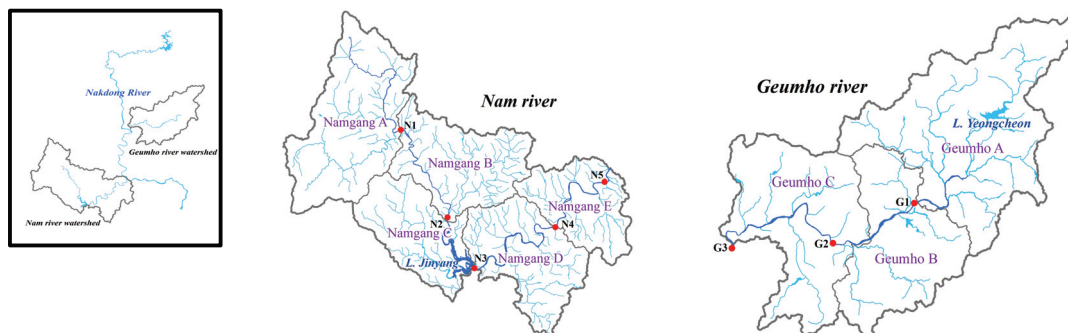 Nakdong River
Geumho river watershed
Nam river watershed
Nam river
Namgang A
N1
Namgang B
N5
Namgang E
N2
Namgang C
N4
L. Jinyang
N3
Namgang D
Geumho river
L. Yeongcheon
Geumho A
Geumho C
G1
G2
G3
Geumho B